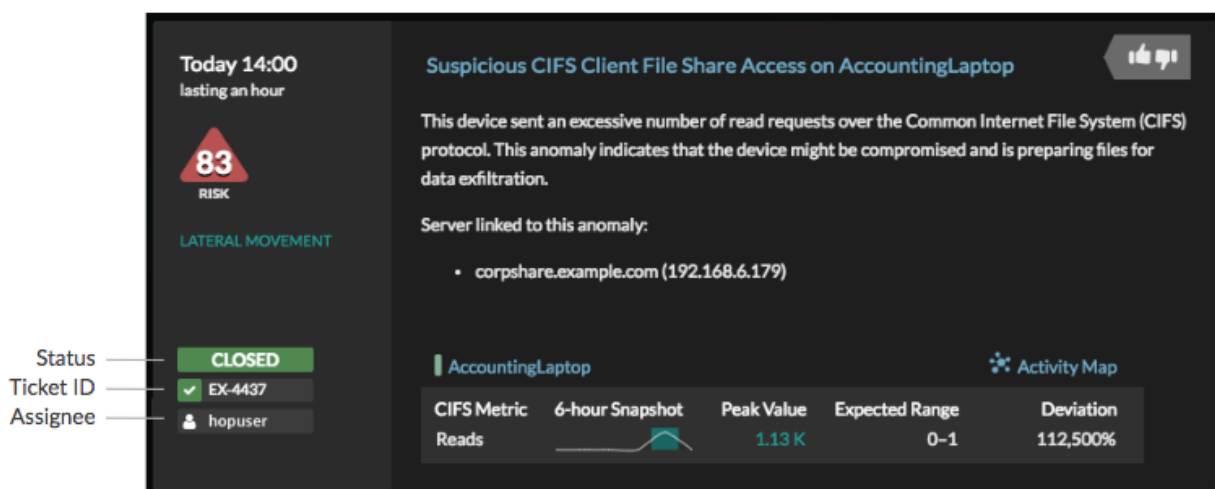 Today 14:00
lasting an hour
83
RISK
LATERAL MOVEMENT
Status
CLOSED
Ticket ID
EX-4437
Assignee
hopuser
Suspicious CIFS Client File Share Access on AccountingLaptop
This device sent an excessive number of read requests over the Common Internet File System (CIFS)
protocol. This anomaly indicates that the device might be compromised and is preparing files for
data exfiltration.
Server linked to this anomaly:
• corpshare.example.com (192.168.6.179)
AccountingLaptop
Activity Map
CIFS Metric 6-hour Snapshot Peak Value Expected Range Deviation
Reads 1.13 K 0–1 112,500%